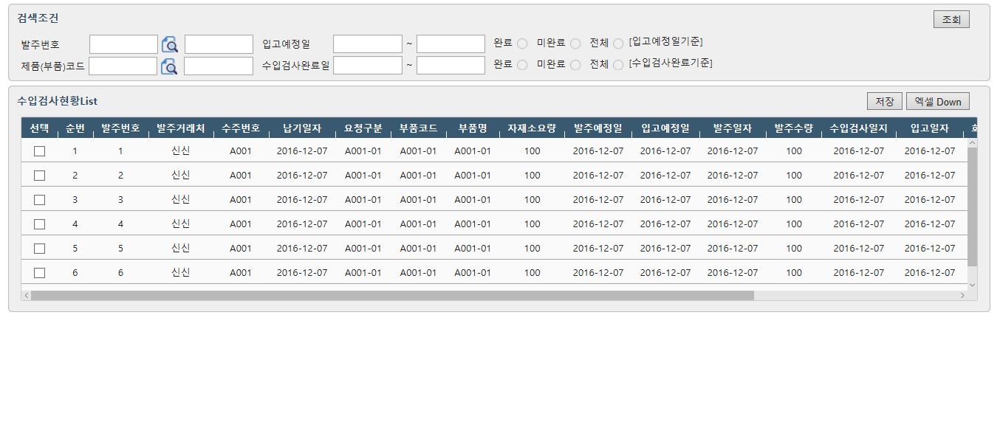 검색조건
조회
발주번호 입고예정일 ~ 완료 미완료 전체 [입고예정일기준]
제품(부품)코드 수입검사완료일 ~ 완료 미완료 전체 [수입검사완료기준]
수입검사현황List
저장 엑셀 Down
선택 순번 발주번호 발주거래처 수주번호 납기일자 요청구분 부품코드 부품명 자재소요량 발주예정일 입고예정일 발주일자 발주수량 수입검사일지 입고일자
1 1 신신 A001 2016-12-07 A001-01 A001-01 A001-01 100 2016-12-07 2016-12-07 2016-12-07 100 2016-12-07 2016-12-07
2 2 신신 A001 2016-12-07 A001-01 A001-01 A001-01 100 2016-12-07 2016-12-07 2016-12-07 100 2016-12-07 2016-12-07
3 3 신신 A001 2016-12-07 A001-01 A001-01 A001-01 100 2016-12-07 2016-12-07 2016-12-07 100 2016-12-07 2016-12-07
4 4 신신 A001 2016-12-07 A001-01 A001-01 A001-01 100 2016-12-07 2016-12-07 2016-12-07 100 2016-12-07 2016-12-07
5 5 신신 A001 2016-12-07 A001-01 A001-01 A001-01 100 2016-12-07 2016-12-07 2016-12-07 100 2016-12-07 2016-12-07
6 6 신신 A001 2016-12-07 A001-01 A001-01 A001-01 100 2016-12-07 2016-12-07 2016-12-07 100 2016-12-07 2016-12-07